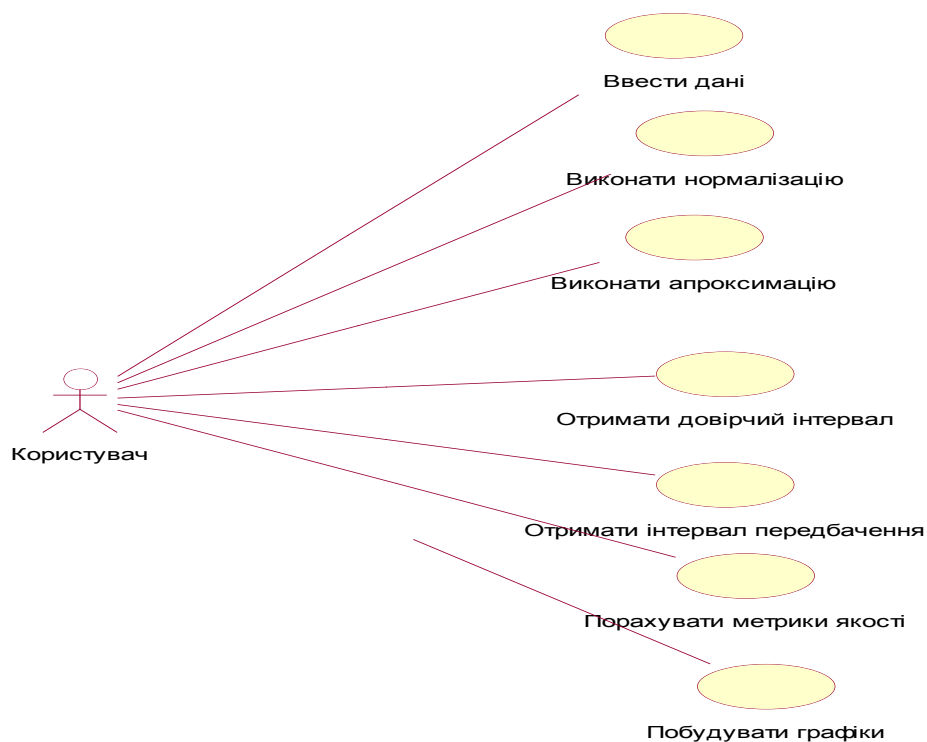 Ввести дані
Виконати нормалізацію
Виконати апроксимацію
Отримати довірчий інтервал
Користувач
Отримати інтервал передбачення
Порахувати метрики якості
Побудувати графіки